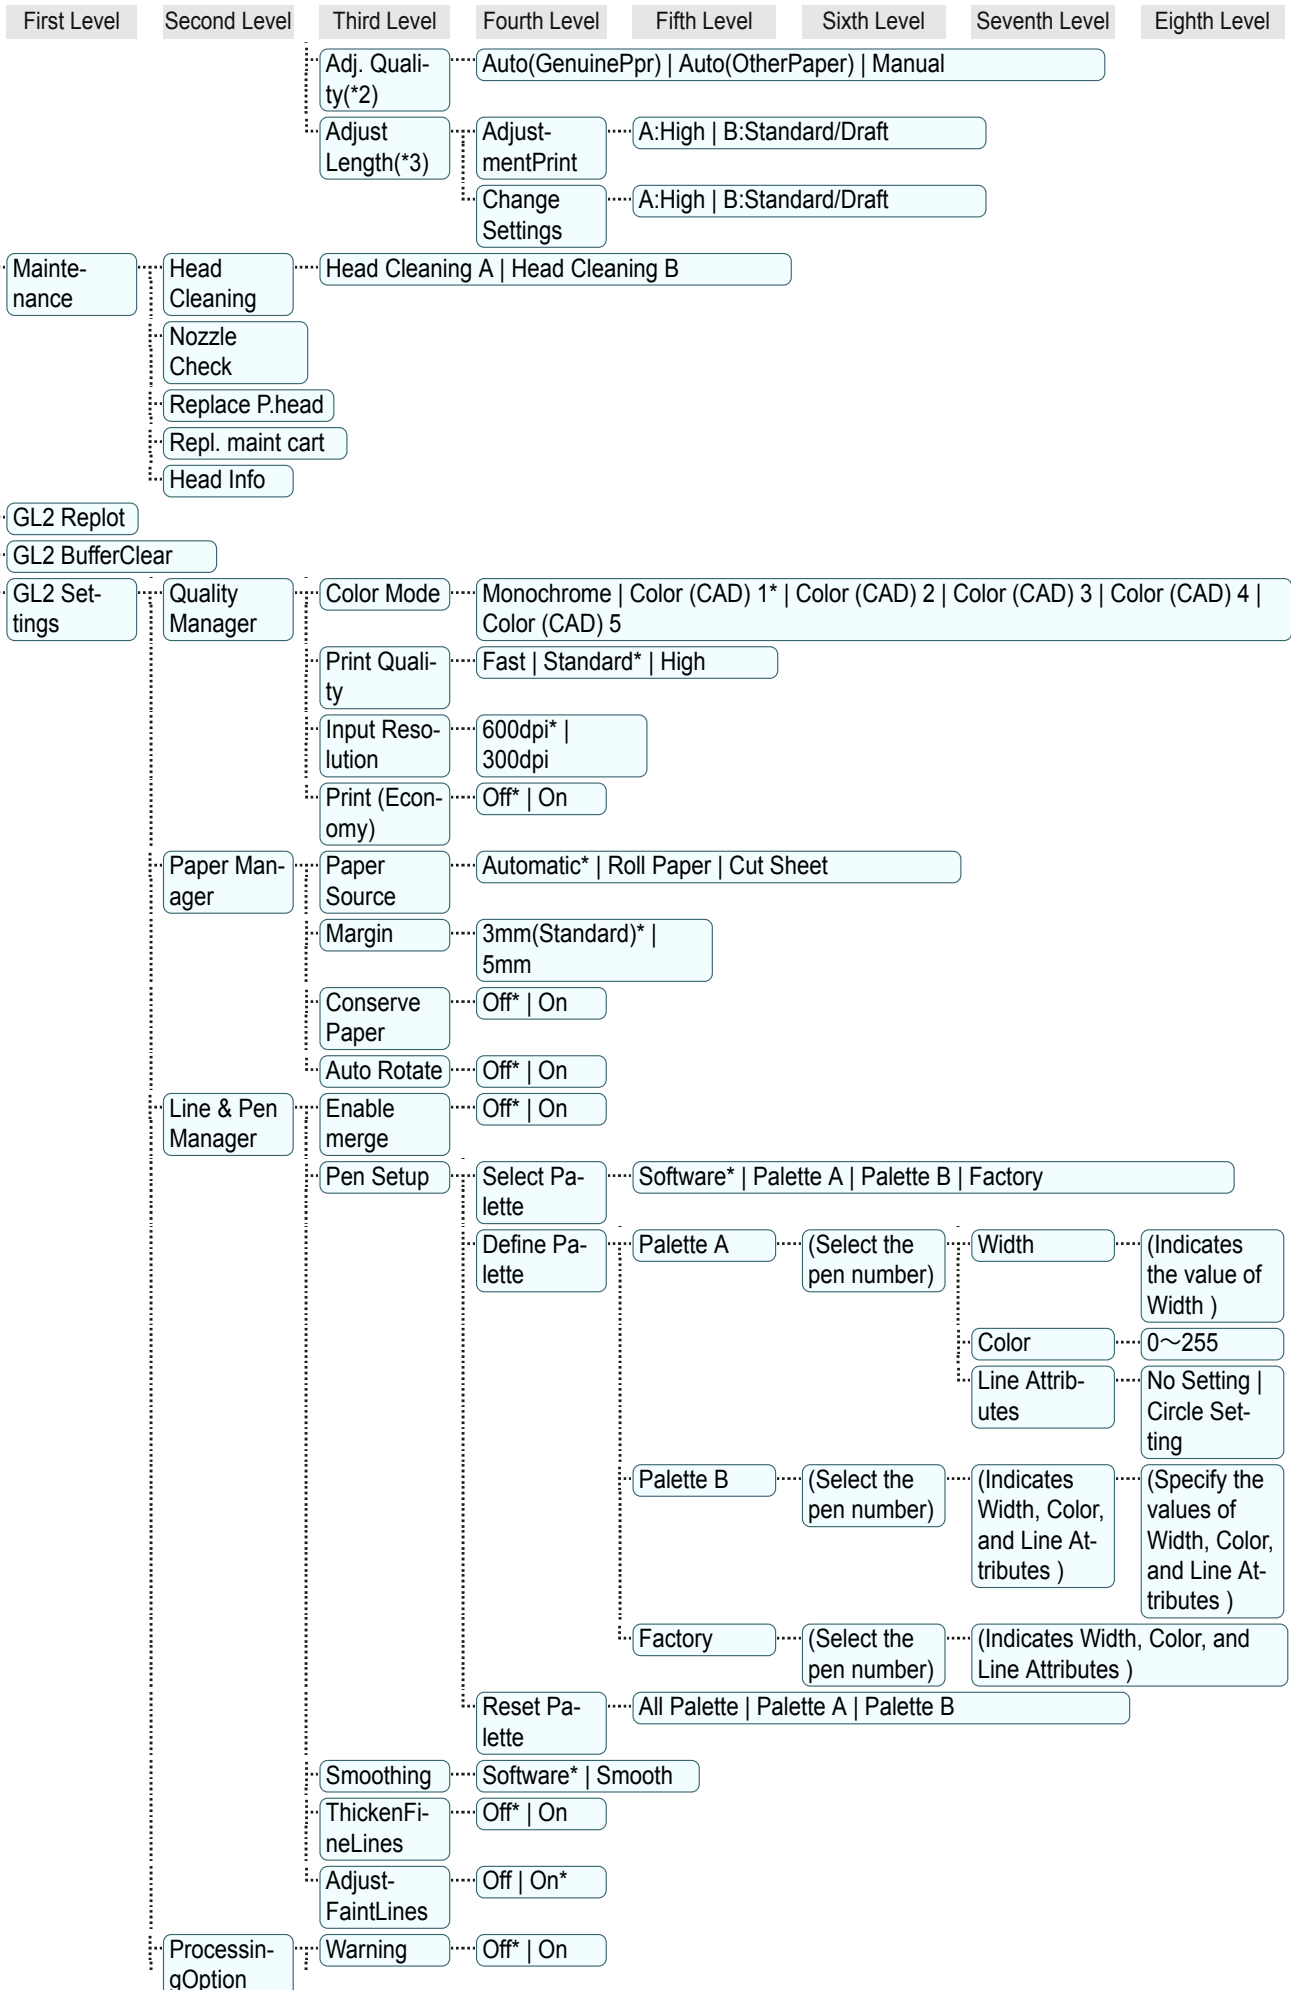 First Level Second Level Third Level Fourth Level Fifth Level Sixth Level Seventh Level Eighth Level
Adj. Quali- Auto(GenuinePpr) | Auto(OtherPaper) | Manual
ty(*2)
Adjust Adjust- A:High | B:Standard/Draft
Length(*3) mentPrint
Change A:High | B:Standard/Draft
Settings
Mainte- Head Head Cleaning A | Head Cleaning B
nance Cleaning
Nozzle
Check
Replace P.head
Repl. maint cart
Head Info
GL2 Replot
GL2 BufferClear
GL2 Set- Quality Color Mode Monochrome | Color (CAD) 1* | Color (CAD) 2 | Color (CAD) 3 | Color (CAD) 4 |
tings Manager Color (CAD) 5
Print Quali- Fast | Standard* | High
ty
Input Reso- 600dpi* |
lution 300dpi
Print (Econ- Off* | On
omy)
Paper Man- Paper Automatic* | Roll Paper | Cut Sheet
ager Source
Margin 3mm(Standard)* |
5mm
Conserve Off* | On
Paper
Auto Rotate Off* | On
Line & Pen Enable Off* | On
Manager merge
Pen Setup Select Pa- Software* | Palette A | Palette B | Factory
lette
Define Pa- Palette A (Select the Width (Indicates
lette pen number) the value of
Width )
Color 0～255
Line Attrib- No Setting |
utes Circle Set-
ting
Palette B (Select the (Indicates (Specify the
pen number) Width, Color, values of
and Line At- Width, Color,
tributes ) and Line At-
tributes )
Factory (Select the (Indicates Width, Color, and
pen number) Line Attributes )
Reset Pa- All Palette | Palette A | Palette B
lette
Smoothing Software* | Smooth
ThickenFi- Off* | On
neLines
Adjust- Off | On*
FaintLines
Processin- Warning Off* | On
gOption